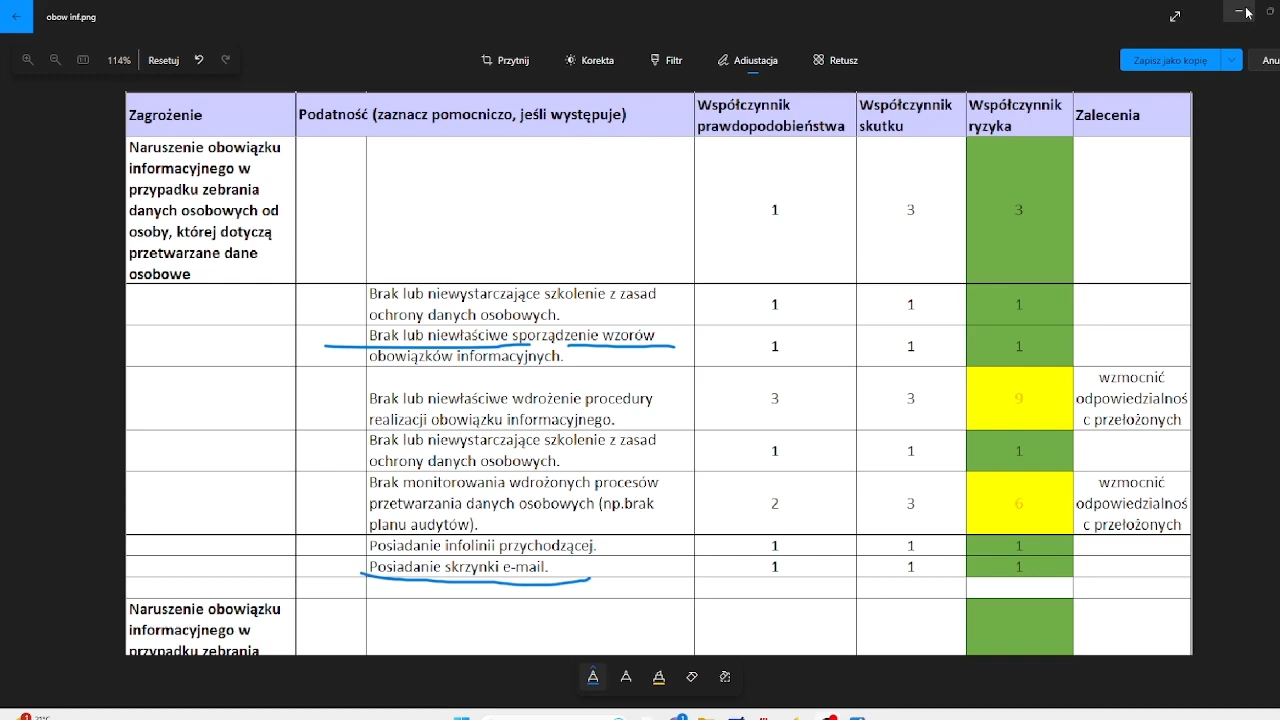 obow inf.png
114%
Resetuj
Przytnij
Korekta
Filtr
Adiustacja
Retusz
Zapisz jako kopię
Anu
Zagrożenie
Podatność (zaznacz pomocniczo, jeśli występuje)
Współczynnik
prawdopodobieństwa
Współczynnik
skutku
Współczynnik
ryzyka
Zalecenia
Naruszenie obowiązku
informacyjnego w
przypadku zebrania
danych osobowych od
osoby, której dotyczą
przetwarzane dane
osobowe
1
3
3
Brak lub niewystarczające szkolenie z zasad
ochrony danych osobowych.
1
1
1
Brak lub niewłaściwe sporządzenie wzorów
obowiązków informacyjnych.
1
1
1
Brak lub niewłaściwe wdrożenie procedury
realizacji obowiązku informacyjnego.
3
3
9
wzmocnić
odpowiedzialnoś
c przełożonych
Brak lub niewystarczające szkolenie z zasad
ochrony danych osobowych.
1
1
1
Brak monitorowania wdrożonych procesów
przetwarzania danych osobowych (np.brak
planu audytów).
2
3
6
wzmocnić
odpowiedzialnoś
c przełożonych
Posiadanie infolinii przychodzącej.
1
1
1
Posiadanie skrzynki e-mail.
1
1
1
Naruszenie obowiązku
informacyjnego w
przypadku zebrania